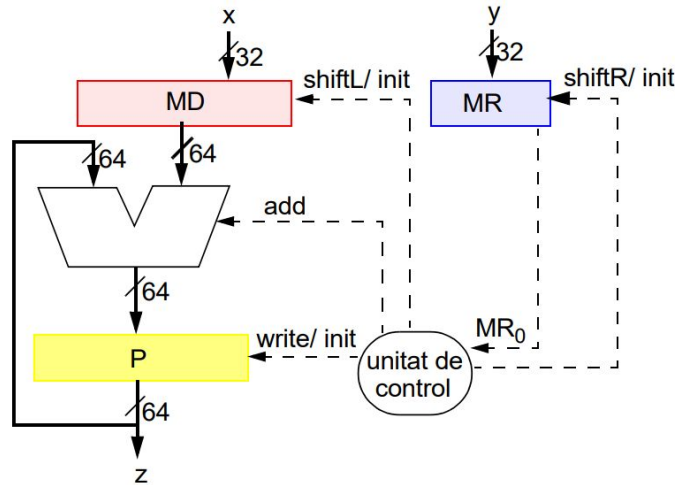 x
y
32
32
shiftL/ init
shiftR/ init
MD
MR
64
64
add
64
P
write/ init
MR0
unitat de
control
64
z